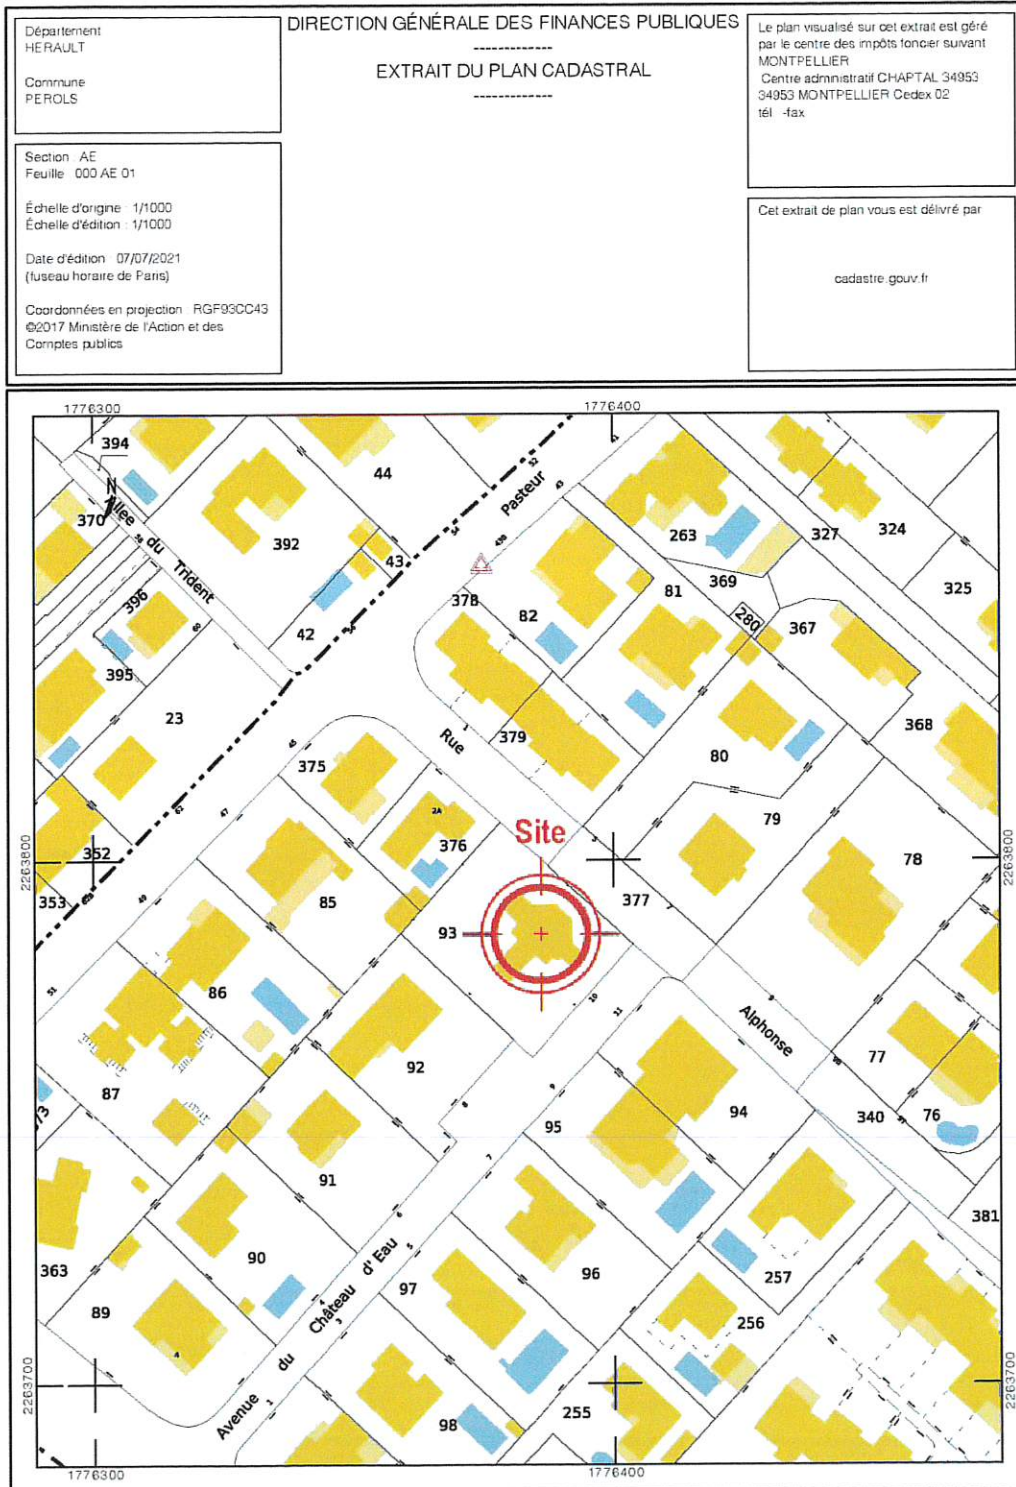 Département
HERAULT
Commune
PEROLS
Section : AE
Feuille : 000 AE 01
Échelle d'origine : 1/1000
Échelle d'édition : 1/1000
Date d'édition : 07/07/2021
(fuseau horaire de Paris)
Coordonnées en projection : RGF93CC43
©2017 Ministère de l'Action et des
Comptes publics
DIRECTION GÉNÉRALE DES FINANCES PUBLIQUES
-------------
EXTRAIT DU PLAN CADASTRAL
-------------
Le plan visualisé sur cet extrait est géré
par le centre des impôts foncier suivant
MONTPELLIER
Centre administratif CHAPTAL 34953
34953 MONTPELLIER Cedex 02
tél -fax
Cet extrait de plan vous est délivré par
cadastre.gouv.fr
1776300
1776400
394
44
N
370
Allée du Trident
392
43
Pasteur
263
327
324
369
325
396
42
378
82
81
280
367
395
23
Rue
379
80
368
375
2A
376
Site
79
78
2263800
352
353
85
93
377
2263800
86
92
Alphonse
77
87
95
94
340
76
91
381
363
90
Avenue du Château d'Eau
97
96
257
89
256
2263700
98
255
2263700
1776300
1776400